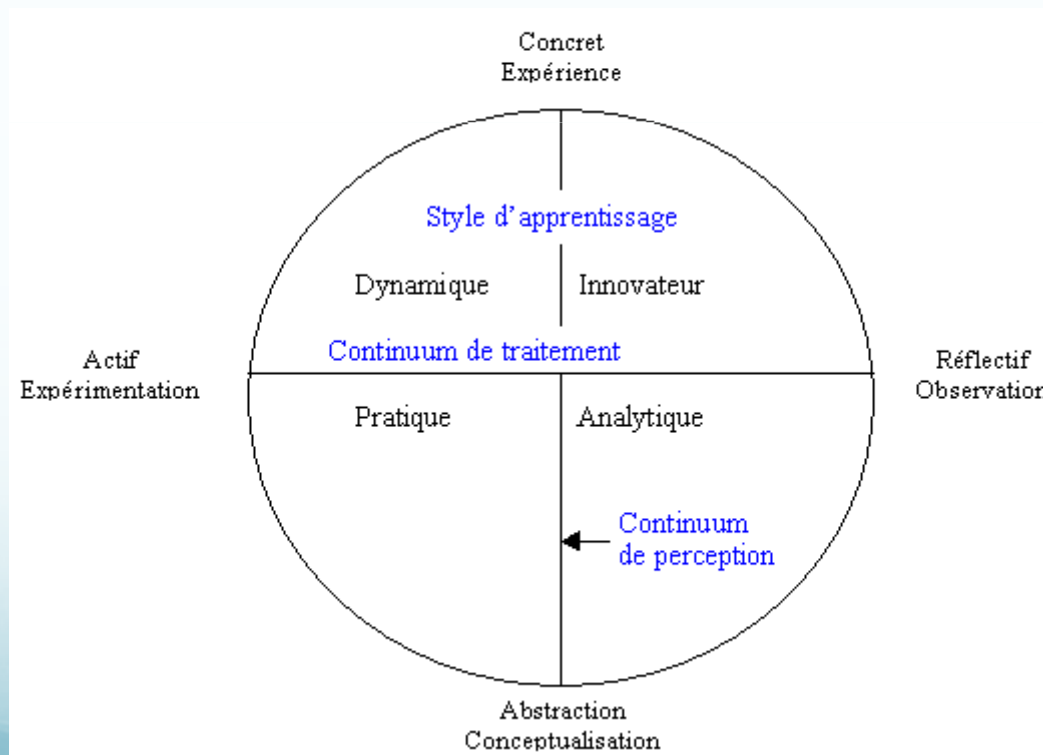 Concret
Expérience
Style d'apprentissage
Dynamique
Innovateur
Continuum de traitement
Actif
Expérimentation
Réflectif
Observation
Pratique
Analytique
Continuum
de perception
Abstraction
Conceptualisation